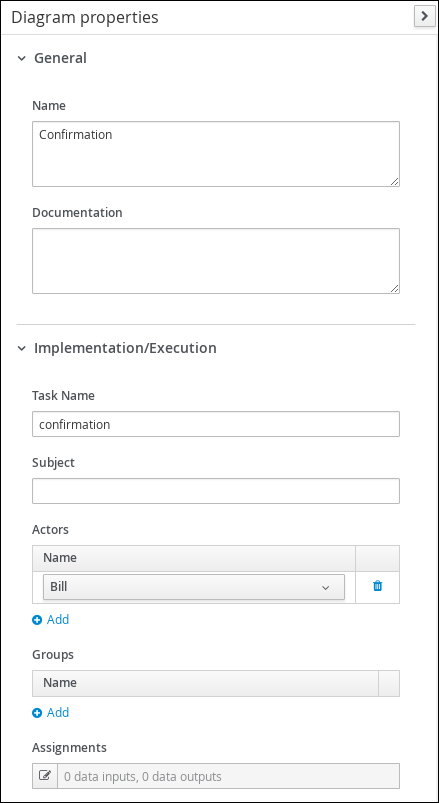 Diagram properties
General
Name
Confirmation
Documentation
Implementation/Execution
Task Name
confirmation
Subject
Actors
Name
Bill
Add
Groups
Name
Add
Assignments
0 data inputs, 0 data outputs